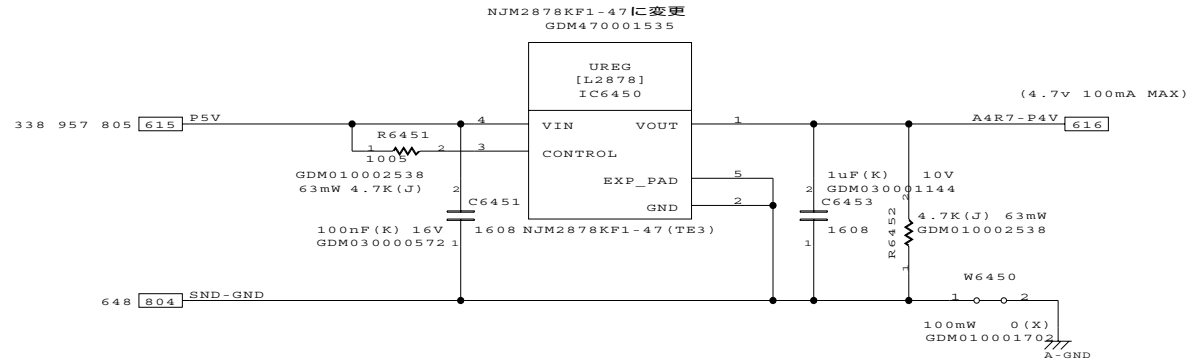 NJM2878KF1-47に変更
GDM470001535
UREG
[L2878]
IC6450
(4.7v 100mA MAX)
338 957 805 615 P5V
4
VIN
VOUT
1
A4R7-P4V
616
R6451
1 2
1005
3
CONTROL
GDM010002538
63mW 4.7K(J)
EXP_PAD
5
GND
2
2
C6451
100nF(K) 16V
1608
GDM030000572
1
NJM2878KF1-47(TE3)
1uF(K) 10V
2
GDM030001144
C6453
1608
1
2
R6452
4.7K(J) 63mW
GDM010002538
1
648 804 SND-GND
W6450
1 2
100mW 0(X)
GDM010001702
A-GND